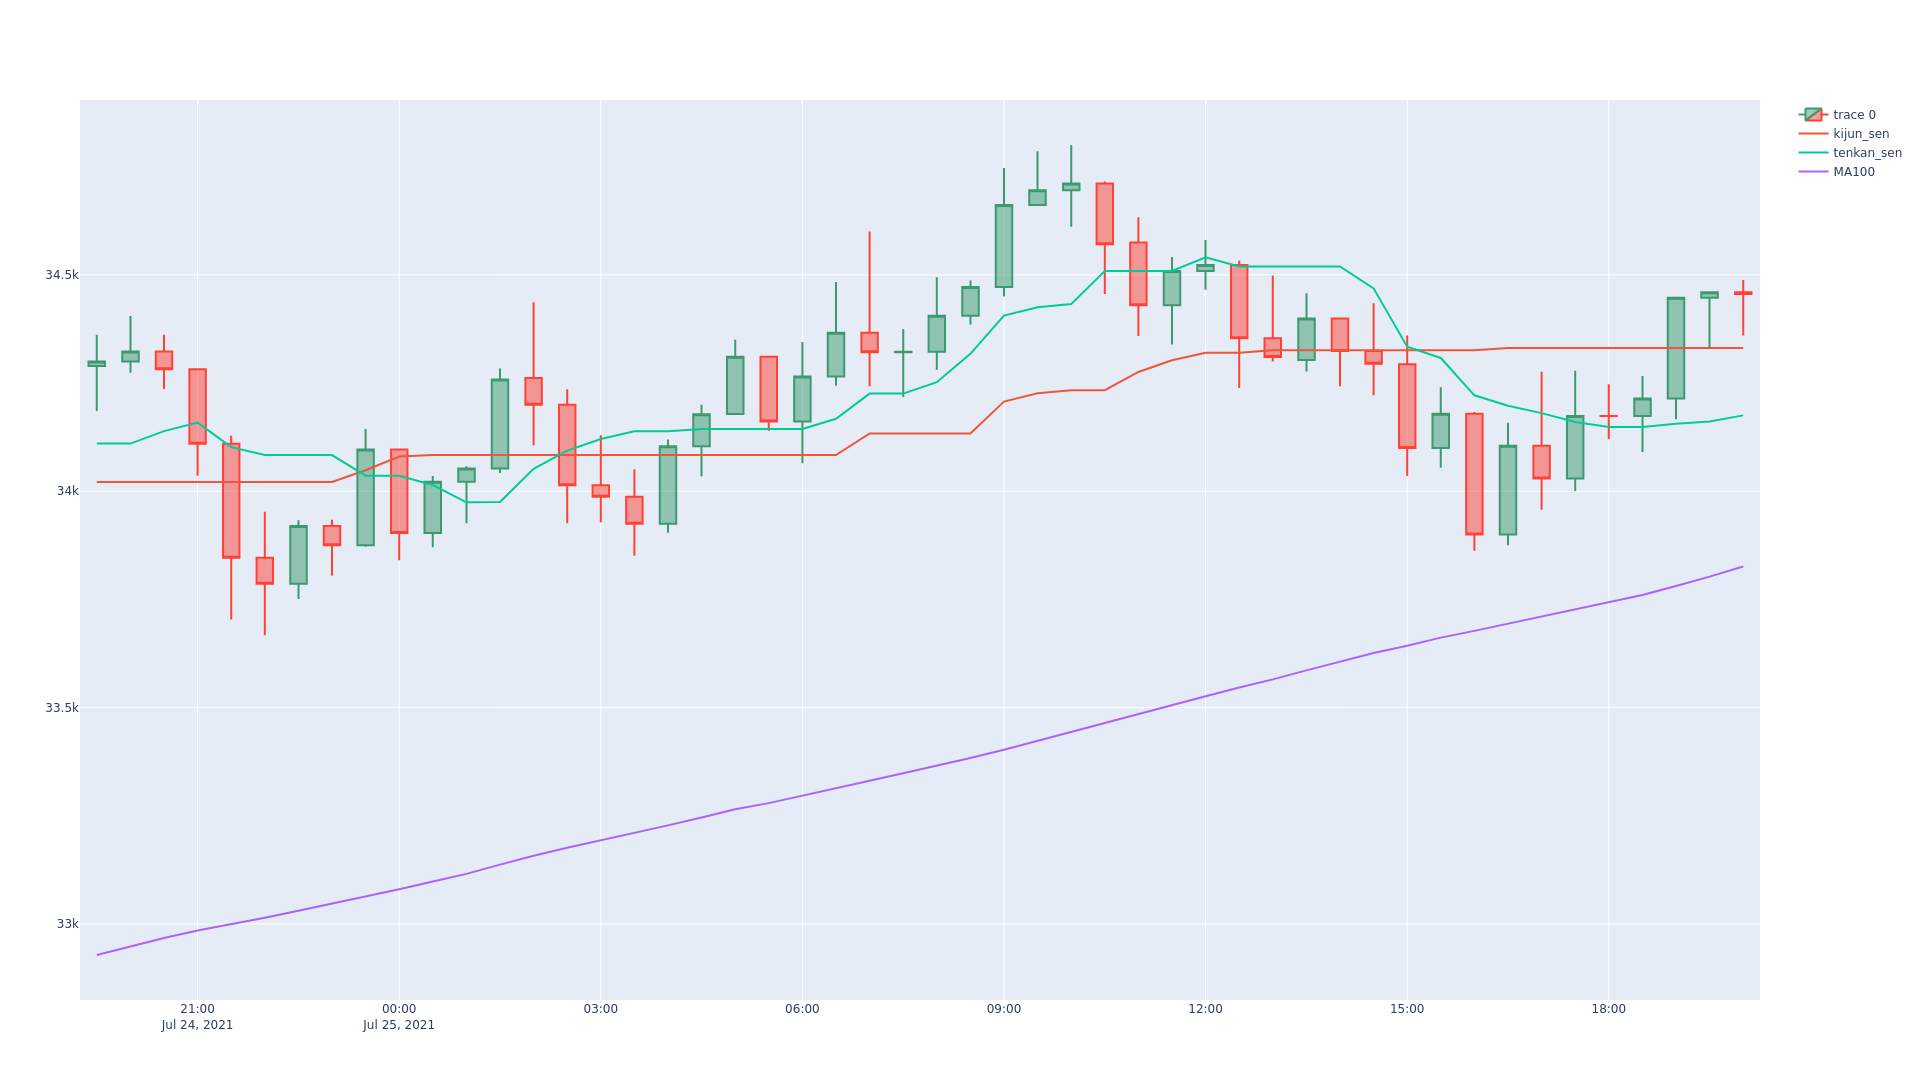 trace 0
kijun_sen
tenkan_sen
MA100
34.5k
34k
33.5k
33k
21:00
Jul 24, 2021
00:00
Jul 25, 2021
03:00
06:00
09:00
12:00
15:00
18:00